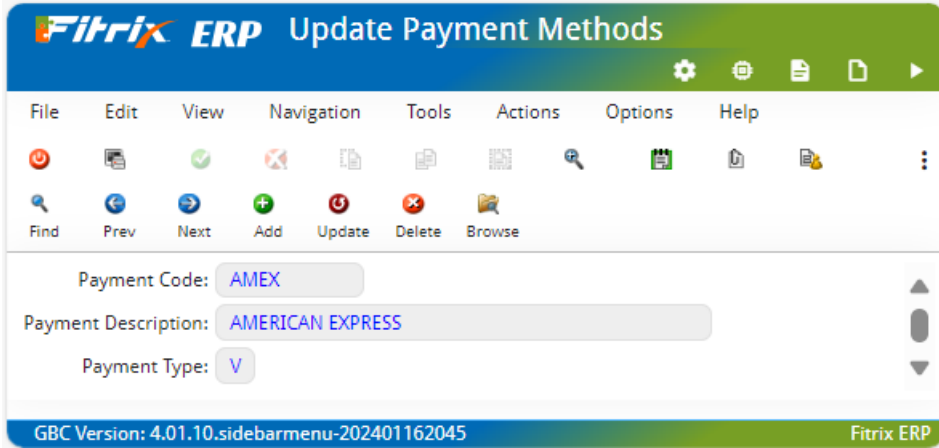 Fitrix ERP Update Payment Methods
File Edit View Navigation Tools Actions Options Help
Find Prev Next Add Update Delete Browse
Payment Code: AMEX
Payment Description: AMERICAN EXPRESS
Payment Type: V
GBC Version: 4.01.10.sidebarmenu-202401162045 Fitrix ERP